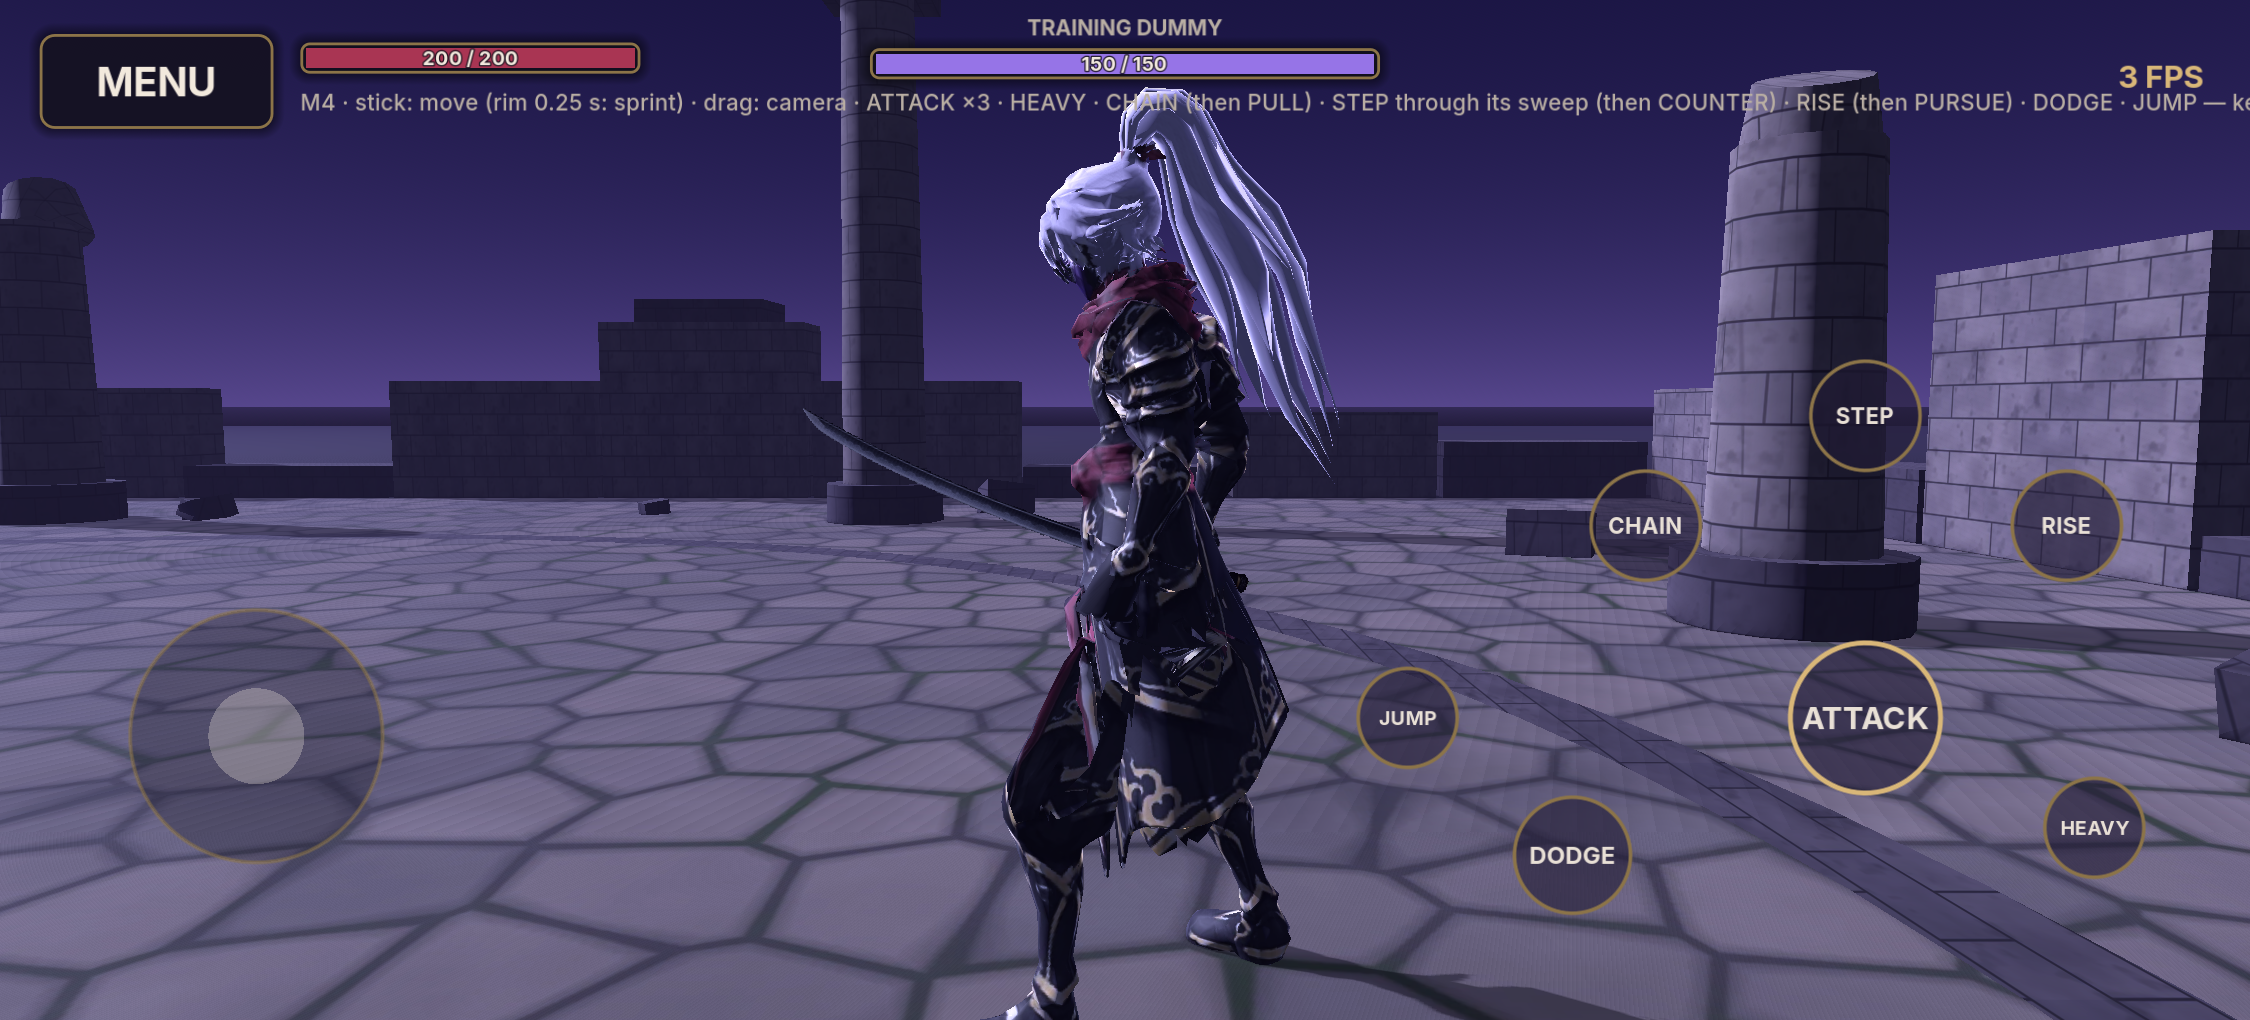 TRAINING DUMMY
MENU
200 / 200
150 / 150
3 FPS
M4 · stick: move (rim 0.25 s: sprint) · drag: camera · ATTACK ×3 · HEAVY · CHAIN (then PULL) · STEP through its sweep (then COUNTER) · RISE (then PURSUE) · DODGE · JUMP —
STEP
CHAIN
RISE
JUMP
ATTACK
HEAVY
DODGE